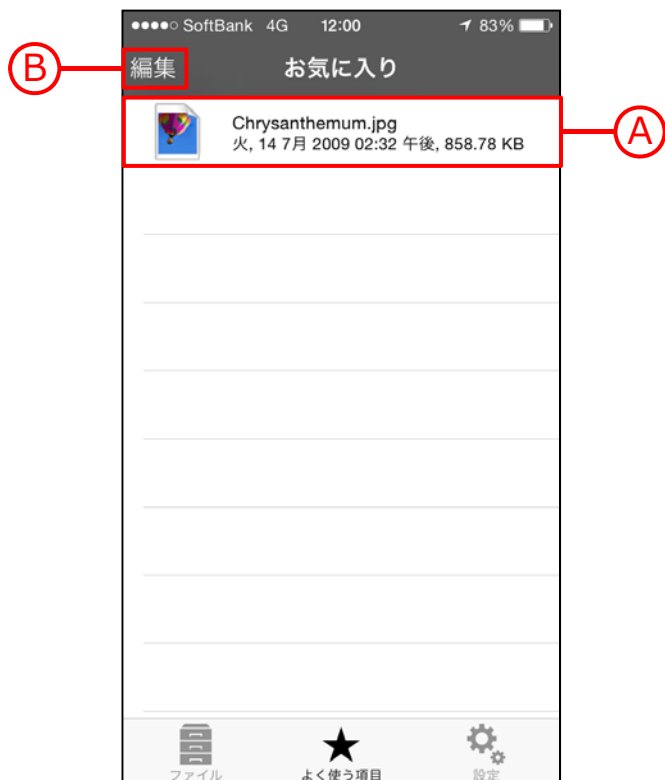 SoftBank 4G 12:00 83%
B
編集 お気に入り
Chrysanthemum.jpg
火, 14 7月 2009 02:32 午後, 858.78 KB
A
ファイル よく使う項目 設定